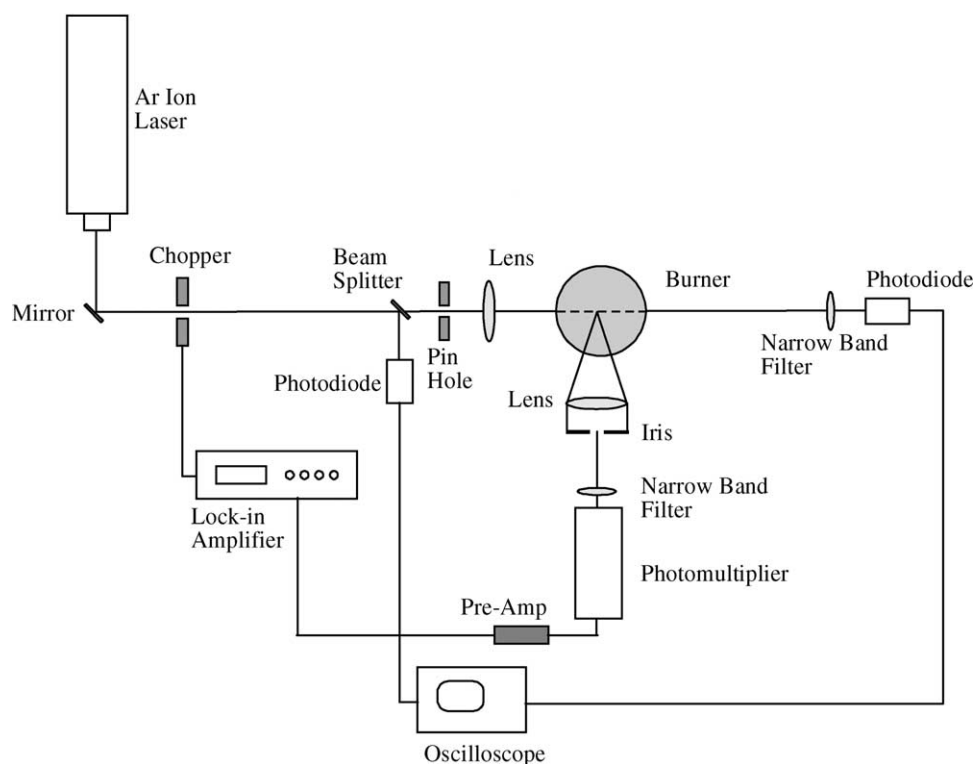 Ar Ion
Laser
Chopper
Beam
Splitter
Lens
Burner
Photodiode
Mirror
Pin
Hole
Narrow Band
Filter
Photodiode
Lens
Iris
Narrow Band
Filter
Lock-in
Amplifier
Photomultiplier
Pre-Amp
Oscilloscope